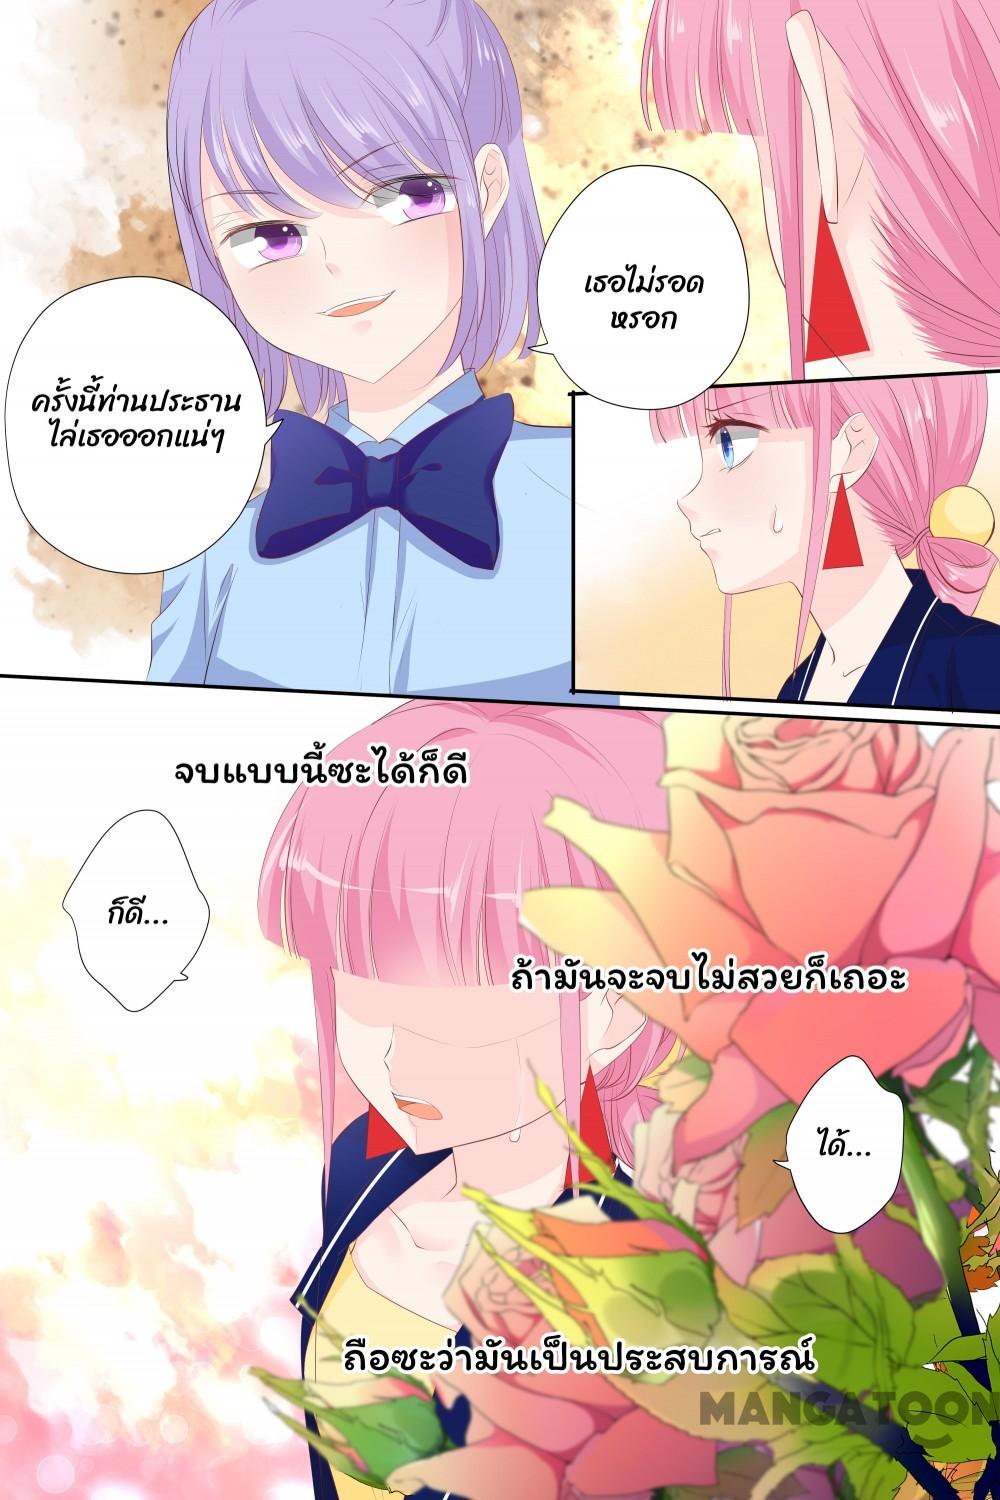 เธอไม่รอด
หรอก
ครั้งนี้ท่านประธาน
ไล่เธอออกแน่ๆ
จบแบบนี้ซะได้ก็ดี
ก็ดี...
ถ้ามันจะจบไม่สวยก็เถอะ
ได้...
ถือซะว่ามันเป็นประสบการณ์
MANGATOON